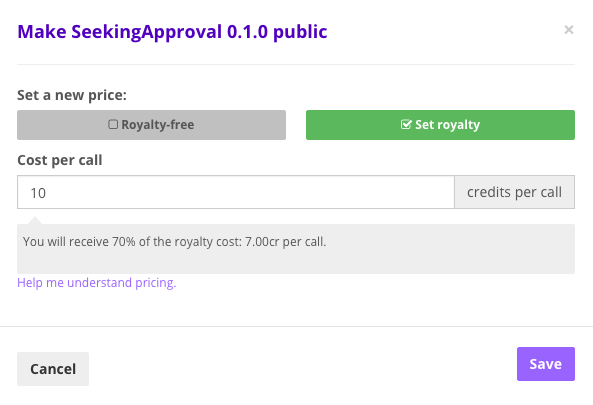 Make SeekingApproval 0.1.0 public
×
Set a new price:
Royalty-free
Set royalty
Cost per call
10
credits per call
You will receive 70% of the royalty cost: 7.00cr per call.
Help me understand pricing.
Cancel
Save